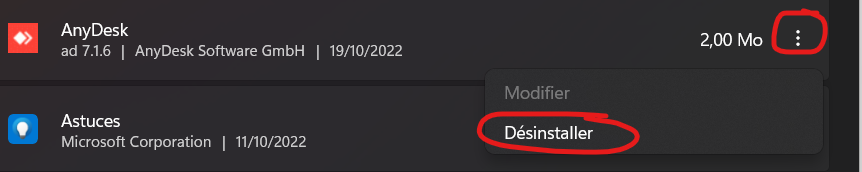 AnyDesk
ad 7.1.6 | AnyDesk Software GmbH | 19/10/2022
2,00 Mo
Modifier
Désinstaller
Astuces
Microsoft Corporation | 11/10/2022